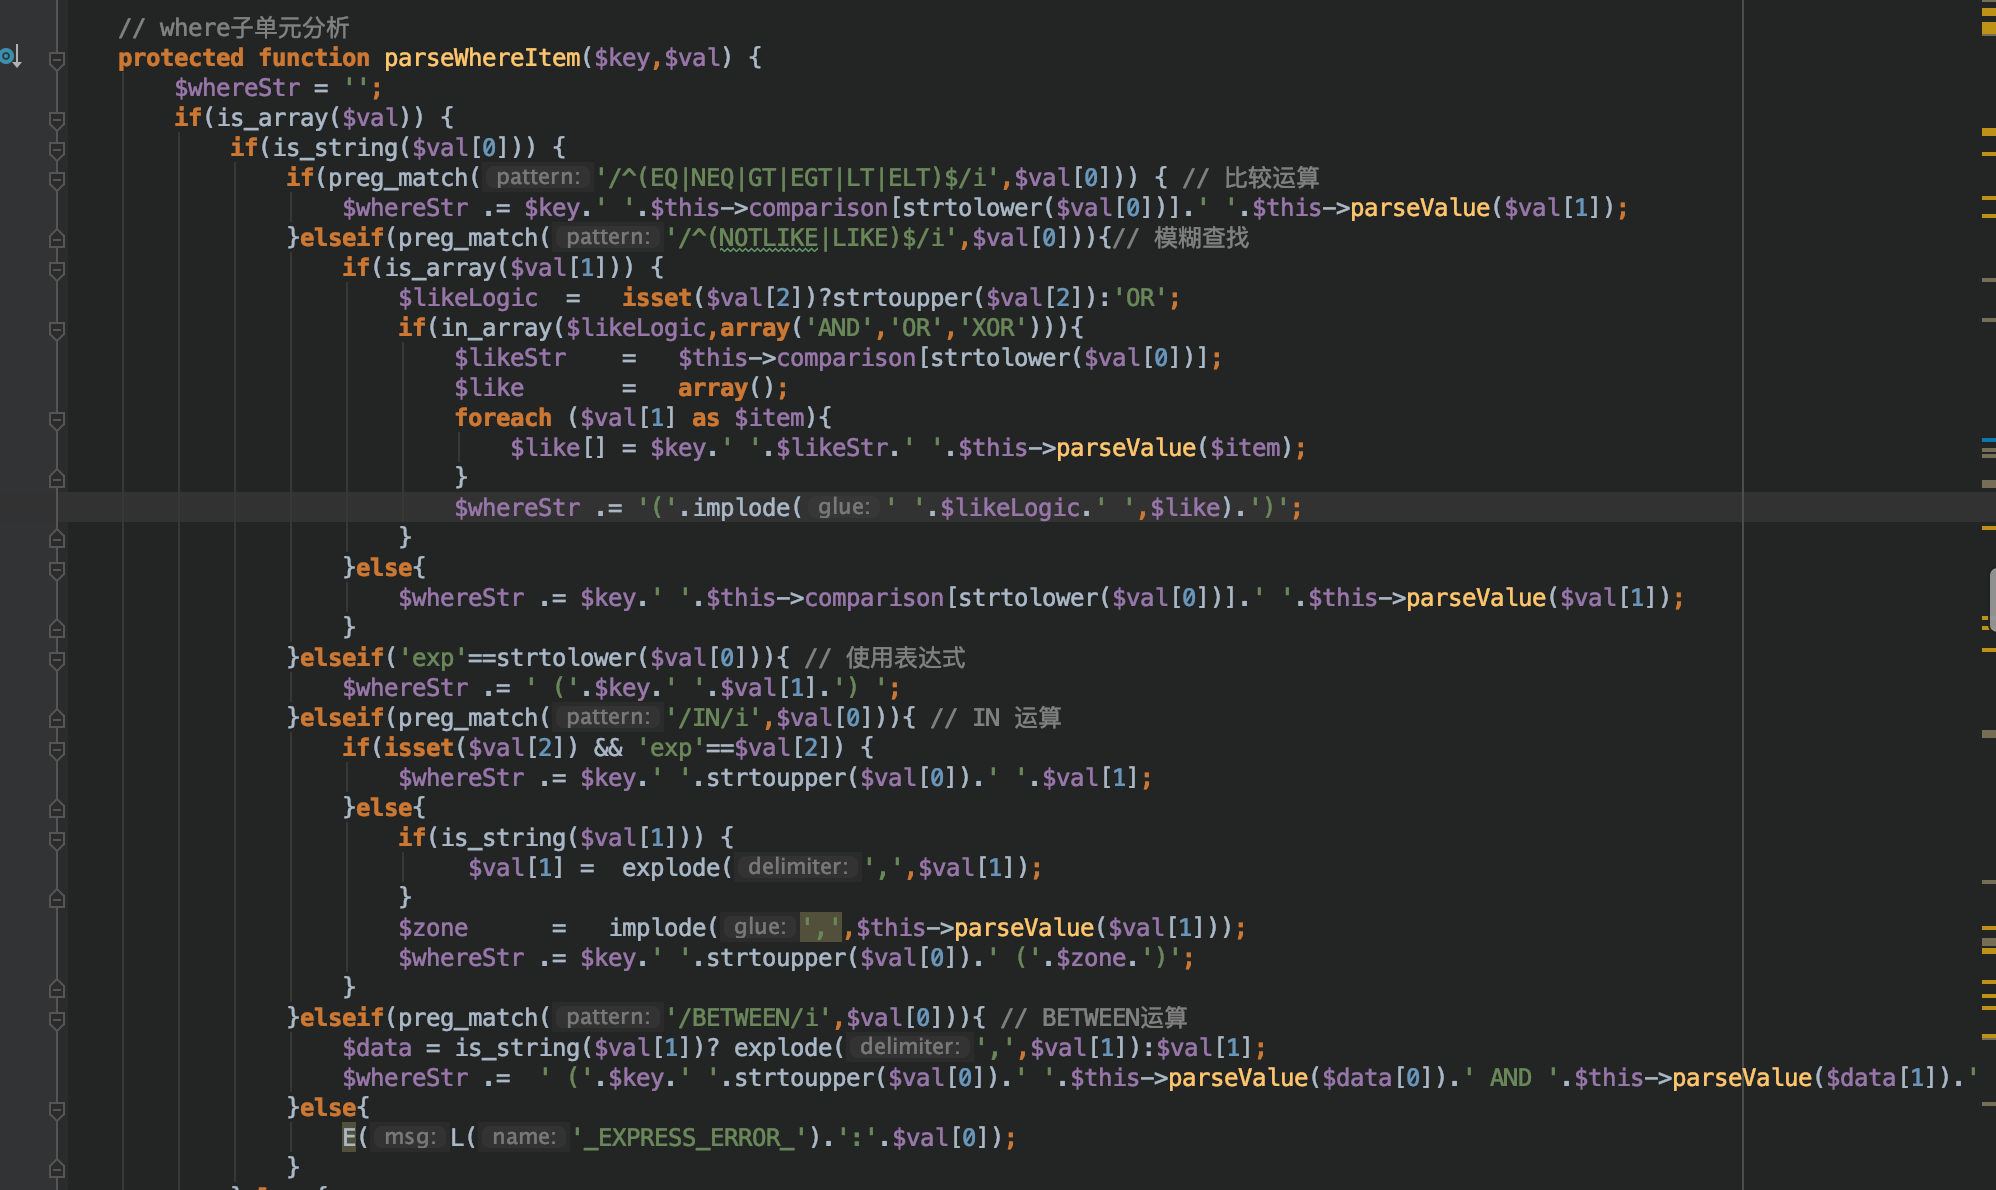 // where子单元分析
protected function parseWhereItem($key,$val) {
$whereStr = '';
if(is_array($val)) {
if(is_string($val[0])) {
if(preg_match( pattern: '/^(EQ|NEQ|GT|EGT|LT|ELT)$/i',$val[0])) { // 比较运算
$whereStr .= $key.' '.$this->comparison[strtolower($val[0])].' '.$this->parseValue($val[1]);
}elseif(preg_match( pattern: '/^(NOTLIKE|LIKE)$/i',$val[0])){// 模糊查找
if(is_array($val[1])) {
$likeLogic  =   isset($val[2])?strtoupper($val[2]):'OR';
if(in_array($likeLogic,array('AND','OR','XOR'))){
$likeStr    =   $this->comparison[strtolower($val[0])];
$like       =   array();
foreach ($val[1] as $item){
$like[] = $key.' '.$likeStr.' '.$this->parseValue($item);
}
$whereStr .= '('.implode( glue: ' '.$likeLogic.' ',$like).')';
}
}else{
$whereStr .= $key.' '.$this->comparison[strtolower($val[0])].' '.$this->parseValue($val[1]);
}
}elseif('exp'==strtolower($val[0])){ // 使用表达式
$whereStr .= ' ('.$key.' '.$val[1].') ';
}elseif(preg_match( pattern: '/IN/i',$val[0])){ // IN 运算
if(isset($val[2]) && 'exp'==$val[2]) {
$whereStr .= $key.' '.strtoupper($val[0]).' '.$val[1];
}else{
if(is_string($val[1])) {
$val[1] =  explode( delimiter: ',',$val[1]);
}
$zone      =   implode( glue: ',',$this->parseValue($val[1]));
$whereStr .= $key.' '.strtoupper($val[0]).' ('.$zone.')';
}
}elseif(preg_match( pattern: '/BETWEEN/i',$val[0])){ // BETWEEN运算
$data = is_string($val[1])? explode( delimiter: ',',$val[1]):$val[1];
$whereStr .=  ' ('.$key.' '.strtoupper($val[0]).' '.$this->parseValue($data[0]).' AND '.$this->parseValue($data[1]).'
}else{
E( msg: L( name: '_EXPRESS_ERROR_').':'.$val[0]);
}